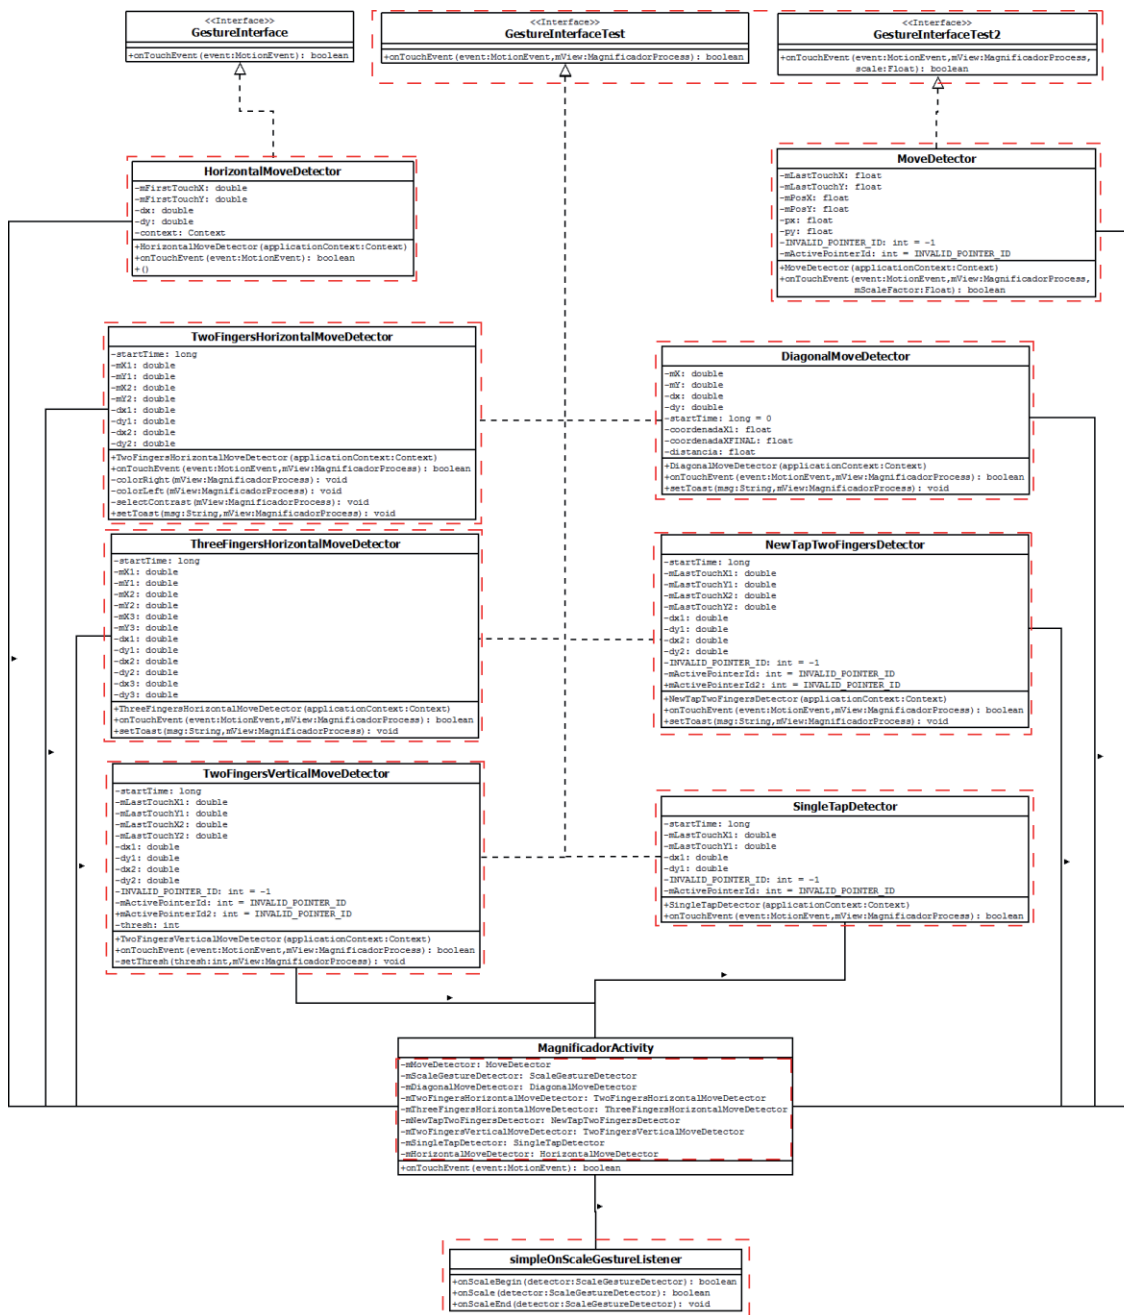 <<Interface>>
GestureInterface
+onTouchEvent(event:MotionEvent): boolean
<<Interface>>
GestureInterfaceTest
+onTouchEvent(event:MotionEvent,mView:MagnificadorProcess): boolean
<<Interface>>
GestureInterfaceTest2
+onTouchEvent(event:MotionEvent,mView:MagnificadorProcess,
scale:Float): boolean
HorizontalMoveDetector
-mFirstTouchX: double
-mFirstTouchY: double
-dx: double
-dy: double
-context: Context
+HorizontalMoveDetector(applicationContext:Context)
+onTouchEvent(event:MotionEvent): boolean
+()
MoveDetector
-mLastTouchX: float
-mLastTouchY: float
-mPosX: float
-mPosY: float
-px: float
-py: float
-INVALID_POINTER_ID: int = -1
-mActivePointerId: int = INVALID_POINTER_ID
+MoveDetector(applicationContext:Context)
+onTouchEvent(event:MotionEvent,mView:MagnificadorProcess,
mScaleFactor:Float): boolean
TwoFingersHorizontalMoveDetector
-startTime: long
-mX1: double
-mY1: double
-mX2: double
-mY2: double
-dx1: double
-dy1: double
-dx2: double
-dy2: double
+TwoFingersHorizontalMoveDetector(applicationContext:Context)
+onTouchEvent(event:MotionEvent,mView:MagnificadorProcess): boolean
-colorRight(mView:MagnificadorProcess): void
-colorLeft(mView:MagnificadorProcess): void
-selectContrast(mView:MagnificadorProcess): void
+setToast(msg:String,mView:MagnificadorProcess): void
DiagonalMoveDetector
-mX: double
-mY: double
-dx: double
-dy: double
-startTime: long = 0
-coordenadaX1: float
-coordenadaXFINAL: float
-distancia: float
+DiagonalMoveDetector(applicationContext:Context)
+onTouchEvent(event:MotionEvent,mView:MagnificadorProcess): boolean
+setToast(msg:String,mView:MagnificadorProcess): void
ThreeFingersHorizontalMoveDetector
-startTime: long
-mX1: double
-mY1: double
-mX2: double
-mY2: double
-mX3: double
-mY3: double
-dx1: double
-dy1: double
-dx2: double
-dy2: double
-dx3: double
-dy3: double
+ThreeFingersHorizontalMoveDetector(applicationContext:Context)
+onTouchEvent(event:MotionEvent,mView:MagnificadorProcess): boolean
+setToast(msg:String,mView:MagnificadorProcess): void
NewTapTwoFingersDetector
-startTime: long
-mLastTouchX1: double
-mLastTouchY1: double
-mLastTouchX2: double
-mLastTouchY2: double
-dx1: double
-dy1: double
-dx2: double
-dy2: double
-INVALID_POINTER_ID: int = -1
-mActivePointerId: int = INVALID_POINTER_ID
+mActivePointerId2: int = INVALID_POINTER_ID
+NewTapTwoFingersDetector(applicationContext:Context)
+onTouchEvent(event:MotionEvent,mView:MagnificadorProcess): boolean
+setToast(msg:String,mView:MagnificadorProcess): void
TwoFingersVerticalMoveDetector
-startTime: long
-mLastTouchX1: double
-mLastTouchY1: double
-mLastTouchX2: double
-mLastTouchY2: double
-dx1: double
-dy1: double
-dx2: double
-dy2: double
-INVALID_POINTER_ID: int = -1
-mActivePointerId: int = INVALID_POINTER_ID
+mActivePointerId2: int = INVALID_POINTER_ID
-thresh: int
+TwoFingersVerticalMoveDetector(applicationContext:Context)
+onTouchEvent(event:MotionEvent,mView:MagnificadorProcess): boolean
-setThresh(thresh:int,mView:MagnificadorProcess): void
SingleTapDetector
-startTime: long
-mLastTouchX1: double
-mLastTouchY1: double
-dx1: double
-dy1: double
-INVALID_POINTER_ID: int = -1
-mActivePointerId: int = INVALID_POINTER_ID
+SingleTapDetector(applicationContext:Context)
+onTouchEvent(event:MotionEvent,mView:MagnificadorProcess): boolean
MagnificadorActivity
-mMoveDetector: MoveDetector
-mScaleGestureDetector: ScaleGestureDetector
-mDiagonalMoveDetector: DiagonalMoveDetector
-mTwoFingersHorizontalMoveDetector: TwoFingersHorizontalMoveDetector
-mThreeFingersHorizontalMoveDetector: ThreeFingersHorizontalMoveDetector
-mNewTapTwoFingersDetector: NewTapTwoFingersDetector
-mTwoFingersVerticalMoveDetector: TwoFingersVerticalMoveDetector
-mSingleTapDetector: SingleTapDetector
-mHorizontalMoveDetector: HorizontalMoveDetector
+onTouchEvent(event:MotionEvent): boolean
simpleOnScaleGestureListener
+onScaleBegin(detector:ScaleGestureDetector): boolean
+onScale(detector:ScaleGestureDetector): boolean
+onScaleEnd(detector:ScaleGestureDetector): void